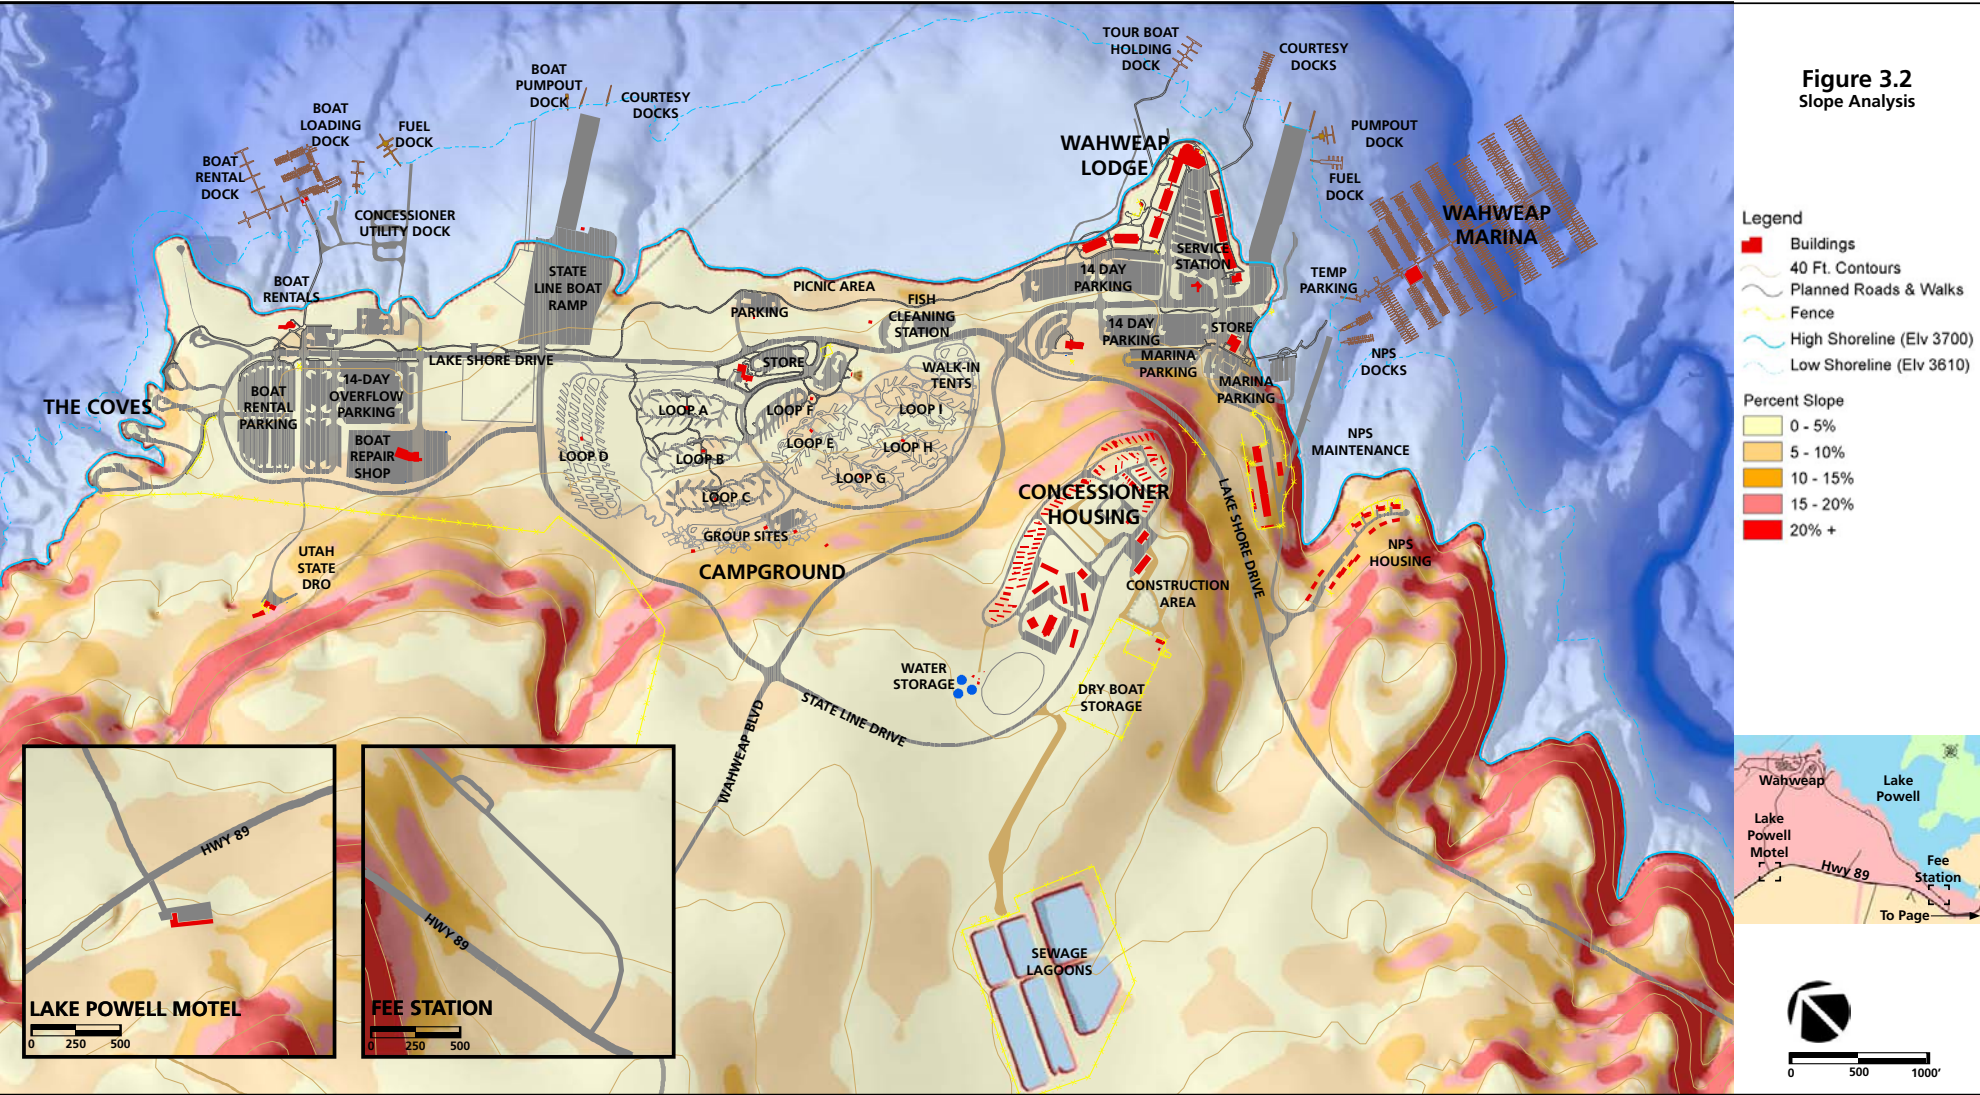 Figure 3.2
Slope Analysis
TOUR BOAT
HOLDING
DOCK
COURTESY
DOCKS
BOAT
PUMPOUT
DOCK
COURTESY
DOCKS
BOAT
LOADING
DOCK
FUEL
DOCK
BOAT
RENTAL
DOCK
CONCESSIONER
UTILITY DOCK
WAHWEAP
LODGE
PUMPOUT
DOCK
FUEL
DOCK
WAHWEAP
MARINA
BOAT
RENTALS
STATE
LINE BOAT
RAMP
PICNIC AREA
PARKING
FISH
CLEANING
STATION
14 DAY
PARKING
SERVICE
STATION
TEMP
PARKING
14 DAY
PARKING
STORE
MARINA
PARKING
MARINA
PARKING
NPS
DOCKS
LAKE SHORE DRIVE
STORE
WALK-IN
TENTS
THE COVES
BOAT
RENTAL
PARKING
14-DAY
OVERFLOW
PARKING
BOAT
REPAIR
SHOP
LOOP A
LOOP F
LOOP I
LOOP D
LOOP B
LOOP E
LOOP H
LOOP C
LOOP G
GROUP SITES
CAMPGROUND
NPS
MAINTENANCE
CONCESSIONER
HOUSING
LAKE SHORE DRIVE
NPS
HOUSING
UTAH
STATE
DRO
CONSTRUCTION
AREA
WATER
STORAGE
DRY BOAT
STORAGE
STATE LINE DRIVE
WAHWEAP BLVD
SEWAGE
LAGOONS
HWY 89
LAKE POWELL MOTEL
0 250 500
HWY 89
FEE STATION
0 250 500
Legend
Buildings
40 Ft. Contours
Planned Roads & Walks
Fence
High Shoreline (Elv 3700)
Low Shoreline (Elv 3610)
Percent Slope
0 - 5%
5 - 10%
10 - 15%
15 - 20%
20% +
Wahweap
Lake
Powell
Lake
Powell
Motel
Hwy 89
Fee
Station
To Page
0 500 1000'